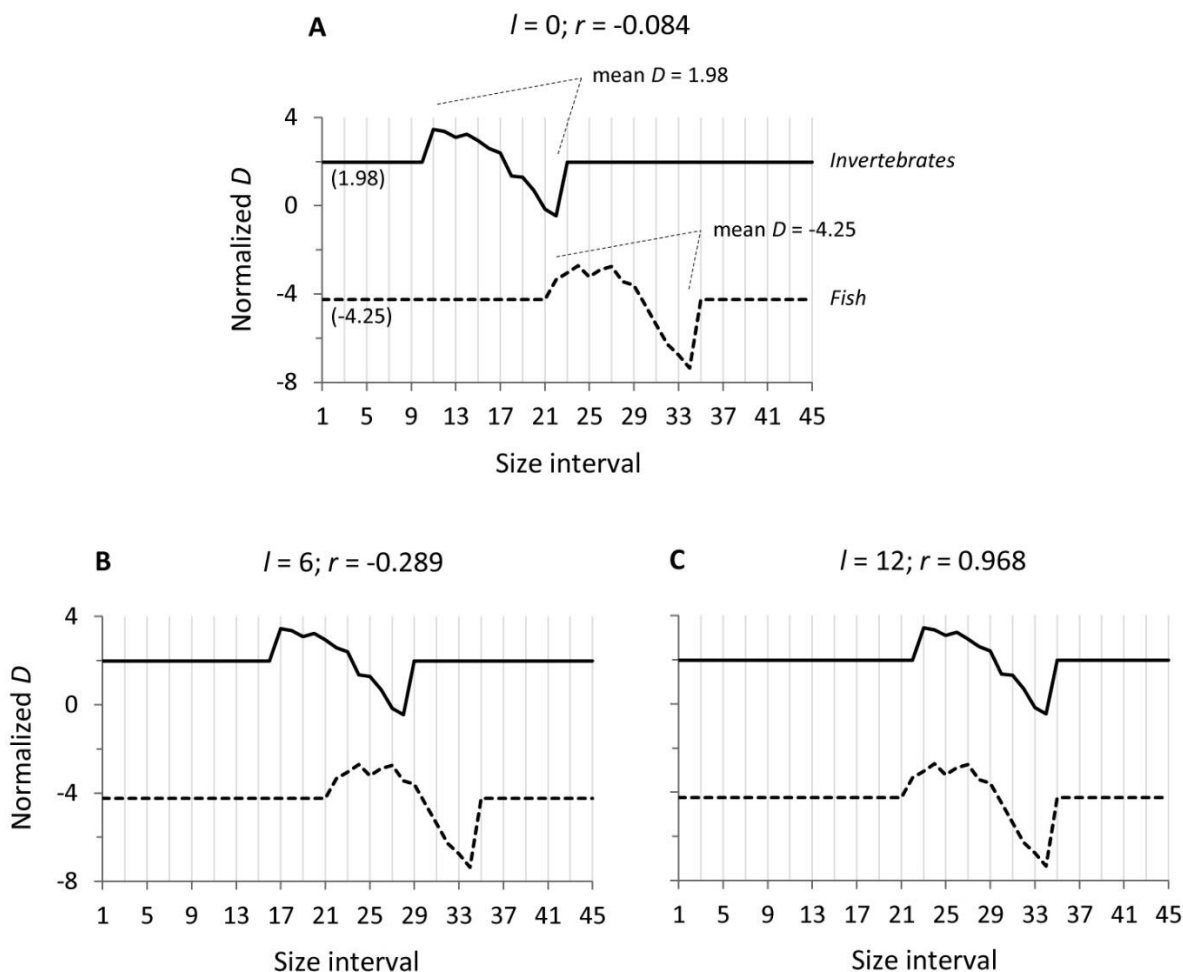 A
l = 0; r = -0.084
mean D = 1.98
4
0
-4
-8
Normalized D
(1.98)
Invertebrates
mean D = -4.25
(-4.25)
Fish
1 5 9 13 17 21 25 29 33 37 41 45
Size interval
B
l = 6; r = -0.289
4
0
-4
-8
Normalized D
1 5 9 13 17 21 25 29 33 37 41 45
Size interval
C
l = 12; r = 0.968
1 5 9 13 17 21 25 29 33 37 41 45
Size interval